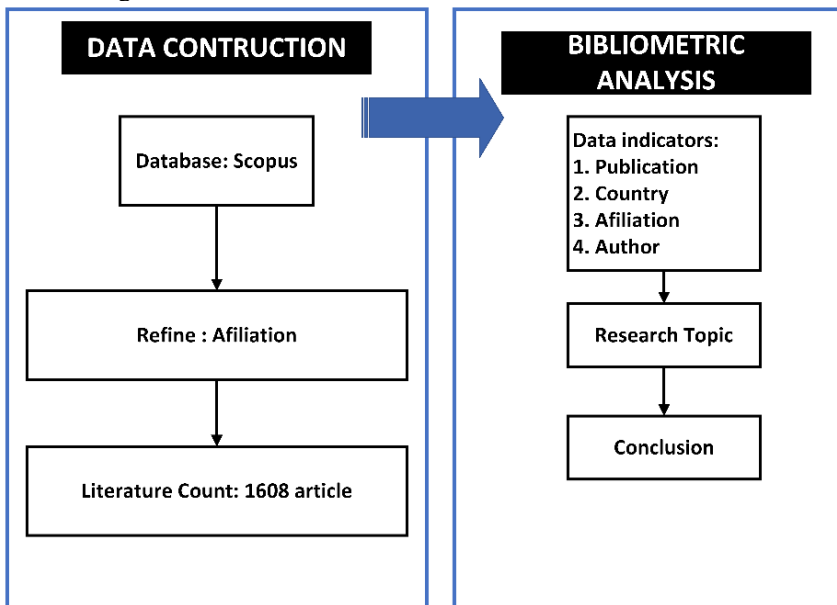 DATA CONTRUCTION
Database: Scopus
Refine : Afiliation
Literature Count: 1608 article
BIBLIOMETRIC
ANALYSIS
Data indicators:
1. Publication
2. Country
3. Afiliation
4. Author
Research Topic
Conclusion